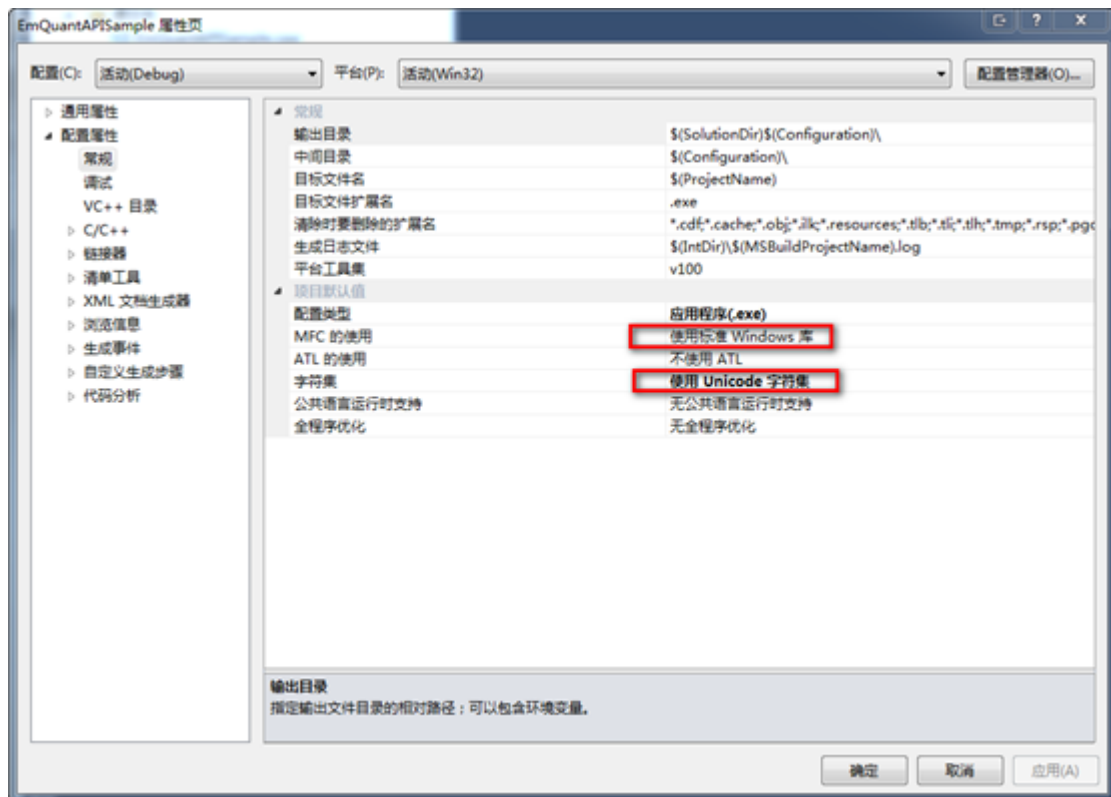 EmQuantAPISample 属性页
配置(C): 活动(Debug) 平台(P): 活动(Win32) 配置管理器(O)...
通用属性
配置属性
常规
调试
VC++ 目录
C/C++
链接器
清单工具
XML 文档生成器
浏览信息
生成事件
自定义生成步骤
代码分析
常规
输出目录 $(SolutionDir)$(Configuration)\
中间目录 $(Configuration)\
目标文件名 $(ProjectName)
目标文件扩展名 .exe
清除时要删除的扩展名 *.cdf;*.cache;*.obj;*.ilk;*.resources;*.tlb;*.tli;*.tlh;*.tmp;*.rsp;*.pgc
生成日志文件 $(IntDir)\$(MSBuildProjectName).log
平台工具集 v100
项目默认值
配置类型 应用程序(.exe)
MFC 的使用 使用标准 Windows 库
ATL 的使用 不使用 ATL
字符集 使用 Unicode 字符集
公共语言运行时支持 无公共语言运行时支持
全程序优化 无全程序优化
输出目录
指定输出文件目录的相对路径；可以包含环境变量。
确定 取消 应用(A)